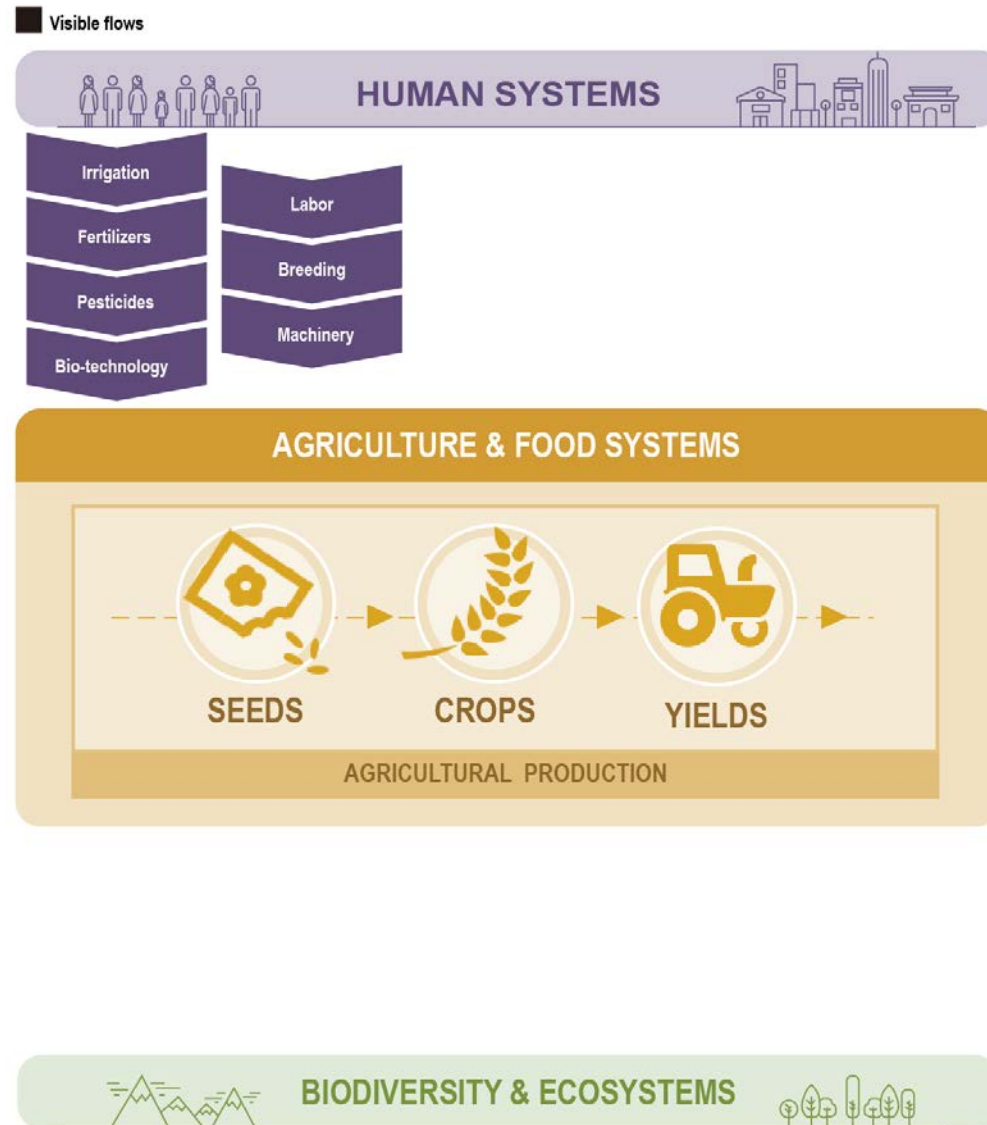 Visible flows
HUMAN SYSTEMS
Irrigation
Fertilizers
Pesticides
Bio-technology
Labor
Breeding
Machinery
AGRICULTURE & FOOD SYSTEMS
SEEDS
CROPS
YIELDS
AGRICULTURAL PRODUCTION
BIODIVERSITY & ECOSYSTEMS